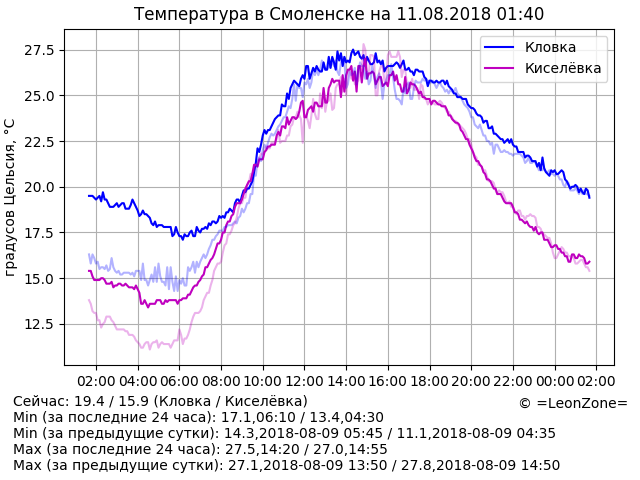 Температура в Смоленске на 11.08.2018 01:40
градусов Цельсия, °C
27.5
25.0
22.5
20.0
17.5
15.0
12.5
Кловка
Киселёвка
02:00 04:00 06:00 08:00 10:00 12:00 14:00 16:00 18:00 20:00 22:00 00:00 02:00
Сейчас: 19.4 / 15.9 (Кловка / Киселёвка)
© =LeonZone=
Min (за последние 24 часа): 17.1,06:10 / 13.4,04:30
Min (за предыдущие сутки): 14.3,2018-08-09 05:45 / 11.1,2018-08-09 04:35
Max (за последние 24 часа): 27.5,14:20 / 27.0,14:55
Max (за предыдущие сутки): 27.1,2018-08-09 13:50 / 27.8,2018-08-09 14:50